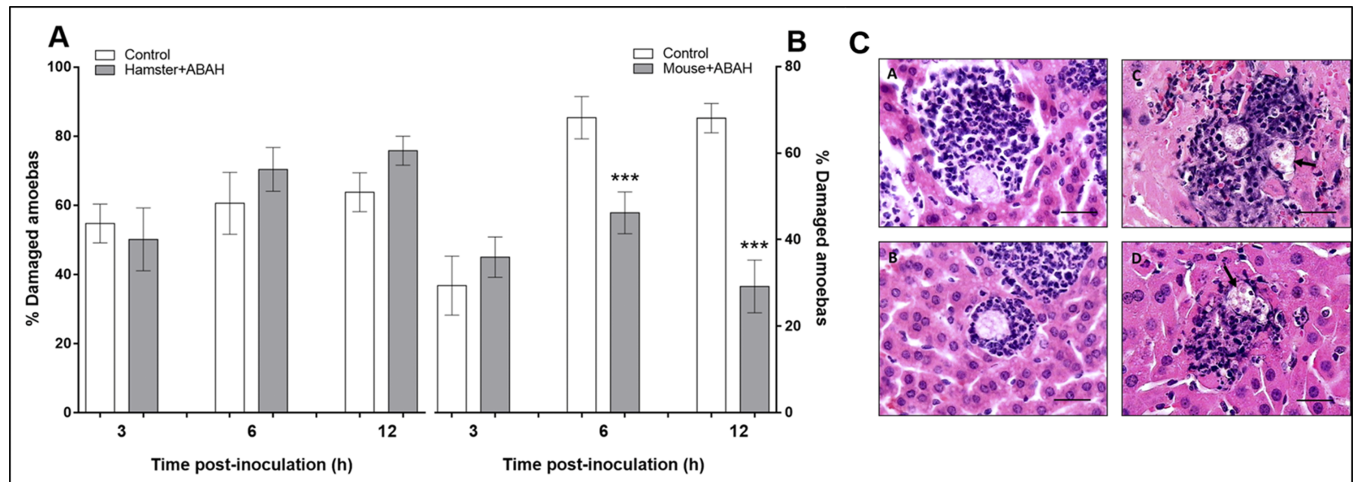 A
Control
Hamster+ABAH
% Damaged amoebas
100
80
60
40
20
0
3
6
12
Time post-inoculation (h)
B
Control
Mouse+ABAH
***
***
80
60
40
20
0
% Damaged amoebas
3
6
12
Time post-inoculation (h)
C
A
C
B
D